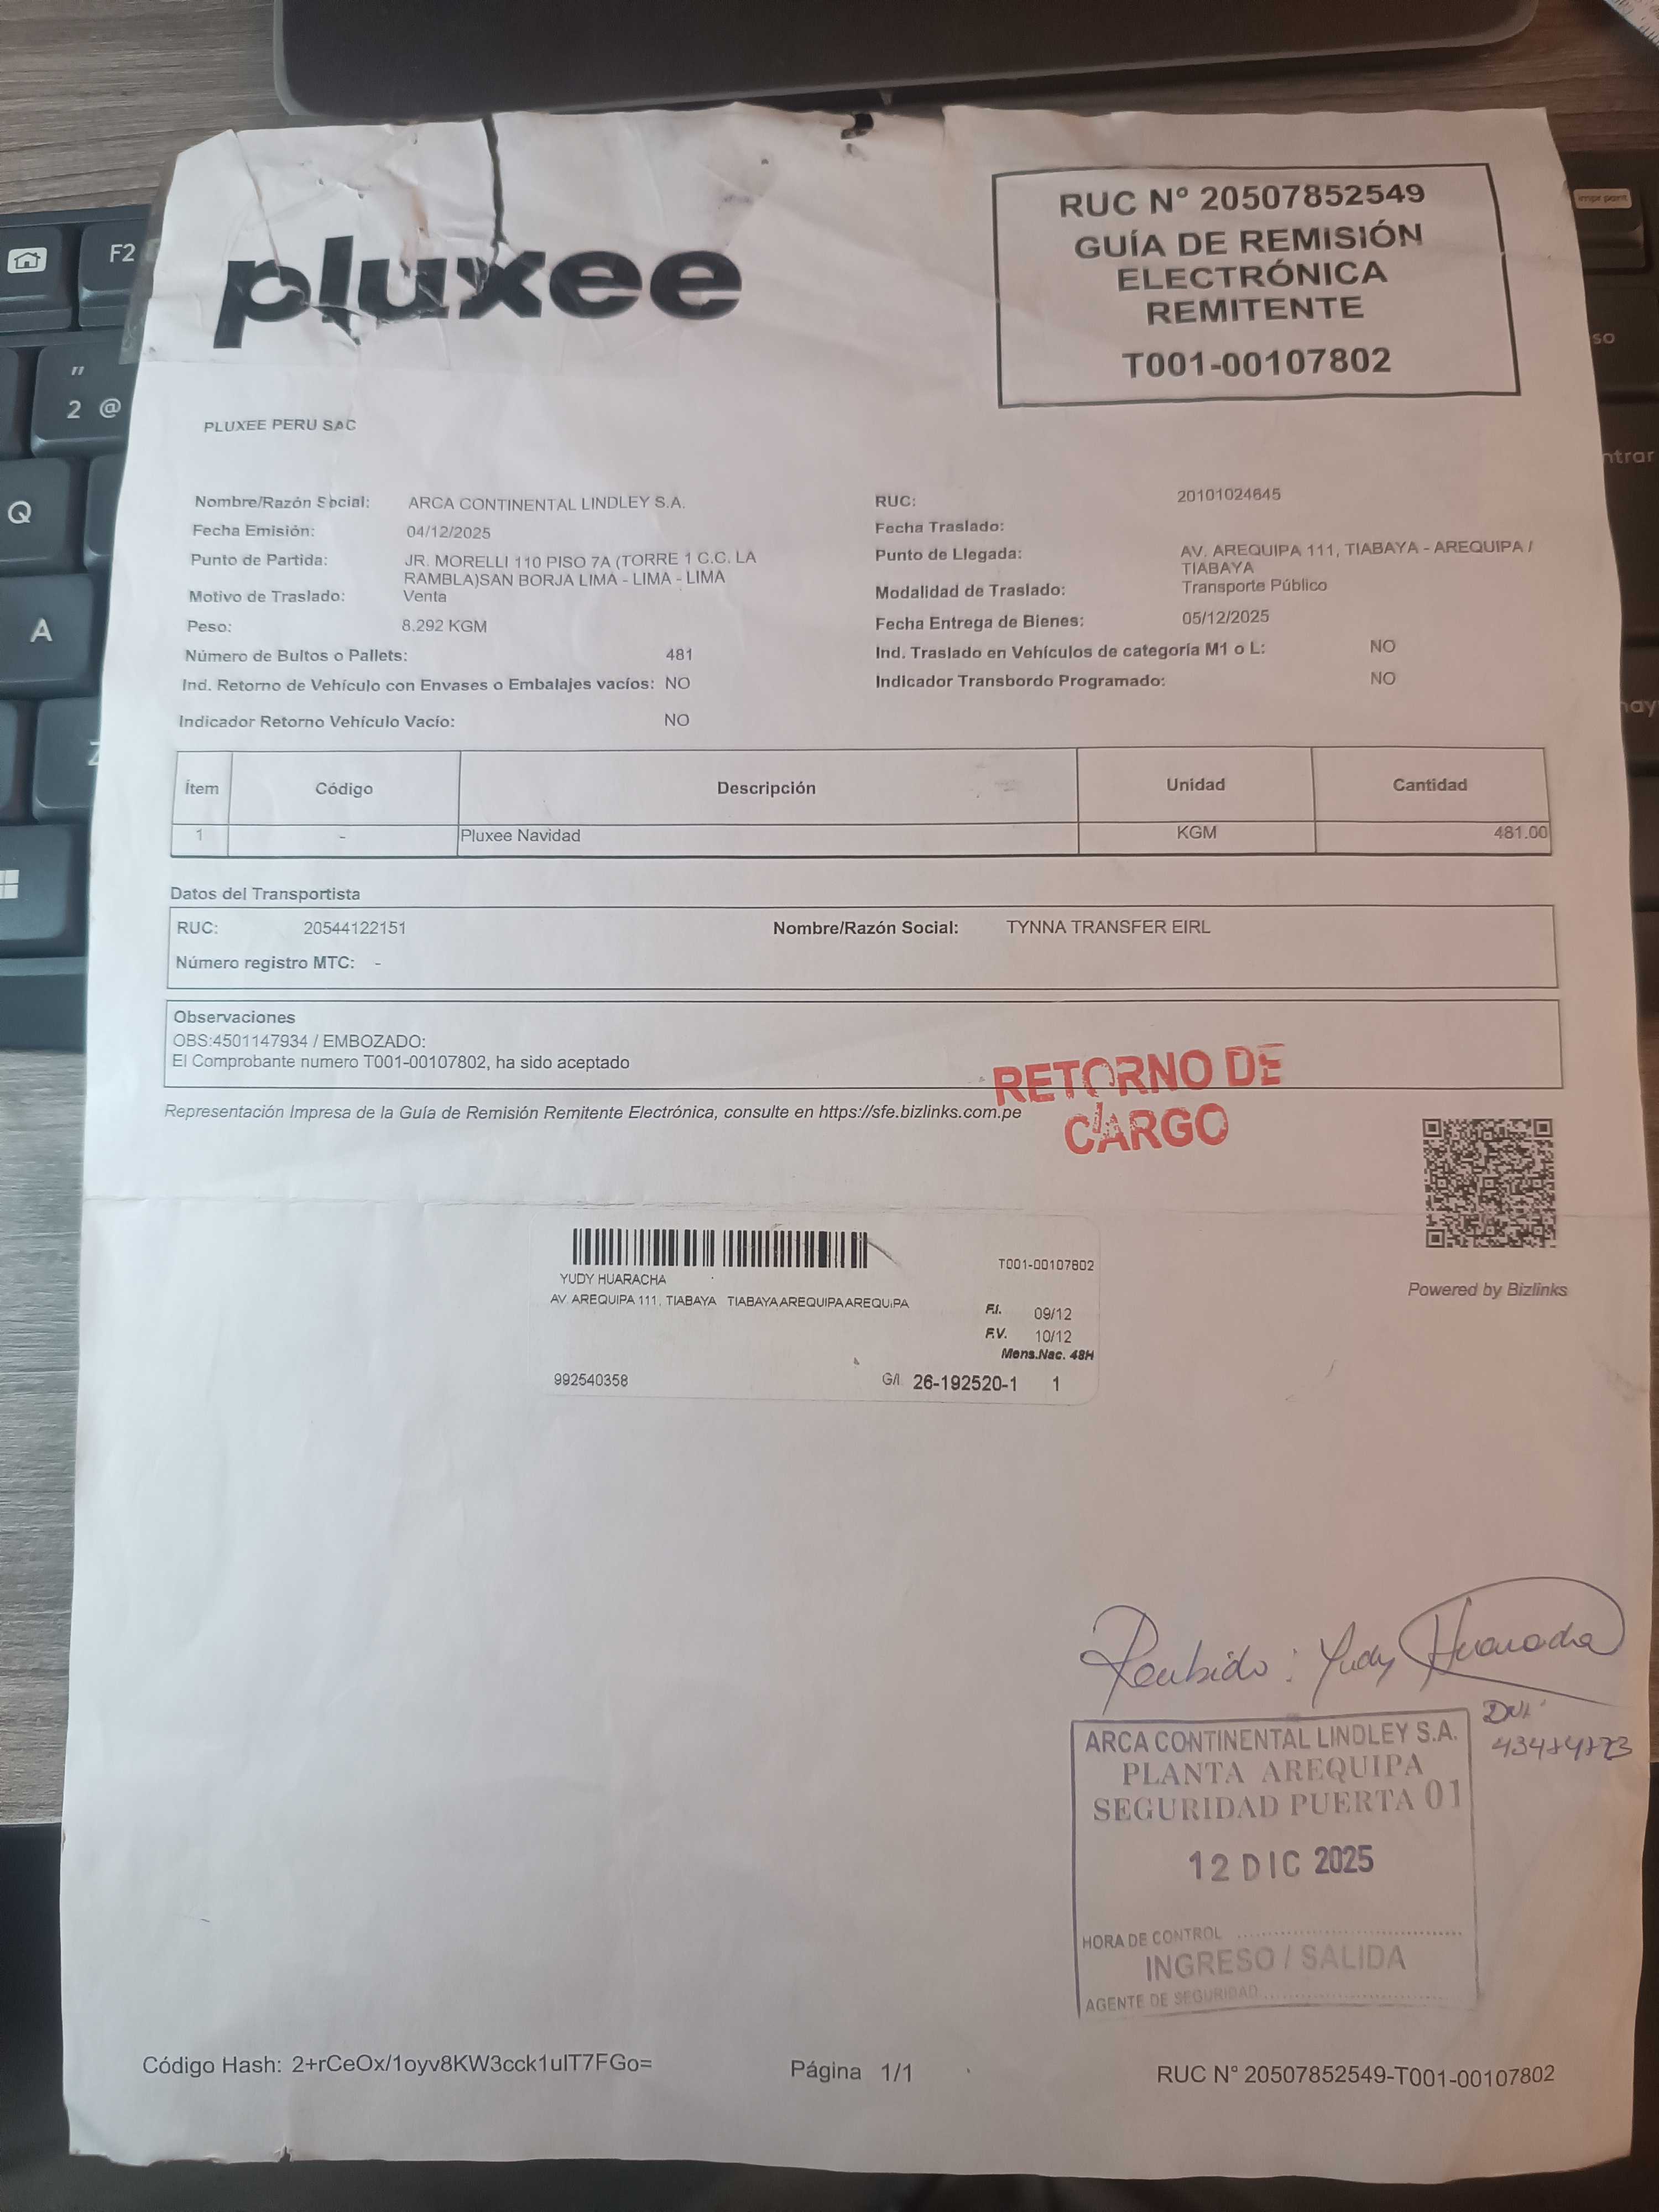 pluxee
RUC Nº 20507852549
GUÍA DE REMISIÓN
ELECTRÓNICA
REMITENTE
T001-00107802
PLUXEE PERU SAC
Nombre/Razón Social: ARCA CONTINENTAL LINDLEY S.A.
RUC: 20101024645
Fecha Emisión: 04/12/2025
Fecha Traslado:
Punto de Partida: JR. MORELLI 110 PISO 7A (TORRE 1 C.C. LA
RAMBLA)SAN BORJA LIMA - LIMA - LIMA
Punto de Llegada: AV. AREQUIPA 111, TIABAYA - AREQUIPA /
TIABAYA
Motivo de Traslado: Venta
Modalidad de Traslado: Transporte Público
Peso: 8.292 KGM
Fecha Entrega de Bienes: 05/12/2025
Número de Bultos o Pallets: 481
Ind. Traslado en Vehículos de categoría M1 o L: NO
Ind. Retorno de Vehículo con Envases o Embalajes vacíos: NO
Indicador Transbordo Programado: NO
Indicador Retorno Vehículo Vacío: NO
Ítem Código Descripción Unidad Cantidad
1 - Pluxee Navidad KGM 481.00
Datos del Transportista
RUC: 20544122151 Nombre/Razón Social: TYNNA TRANSFER EIRL
Número registro MTC: -
Observaciones
OBS:4501147934 / EMBOZADO:
El Comprobante numero T001-00107802, ha sido aceptado
RETORNO DE
CARGO
Representación Impresa de la Guía de Remisión Remitente Electrónica, consulte en https://sfe.bizlinks.com.pe
T001-00107802
YUDY HUARACHA
AV. AREQUIPA 111, TIABAYA TIABAYAAREQUIPAAREQUIPA
F.I. 09/12
F.V. 10/12
Mens.Nac. 48H
992540358 G/I. 26-192520-1 1
Powered by Bizlinks
Recibido: Yudy Huaracha
DNI:
ARCA CONTINENTAL LINDLEY S.A.
PLANTA AREQUIPA
SEGURIDAD PUERTA 01
12 DIC 2025
HORA DE CONTROL
INGRESO / SALIDA
AGENTE DE SEGURIDAD
Código Hash: 2+rCeOx/1oyv8KW3cck1ulT7FGo= Página 1/1 RUC N° 20507852549-T001-00107802
F2
"
2 @
Q
A
Z
impr pant